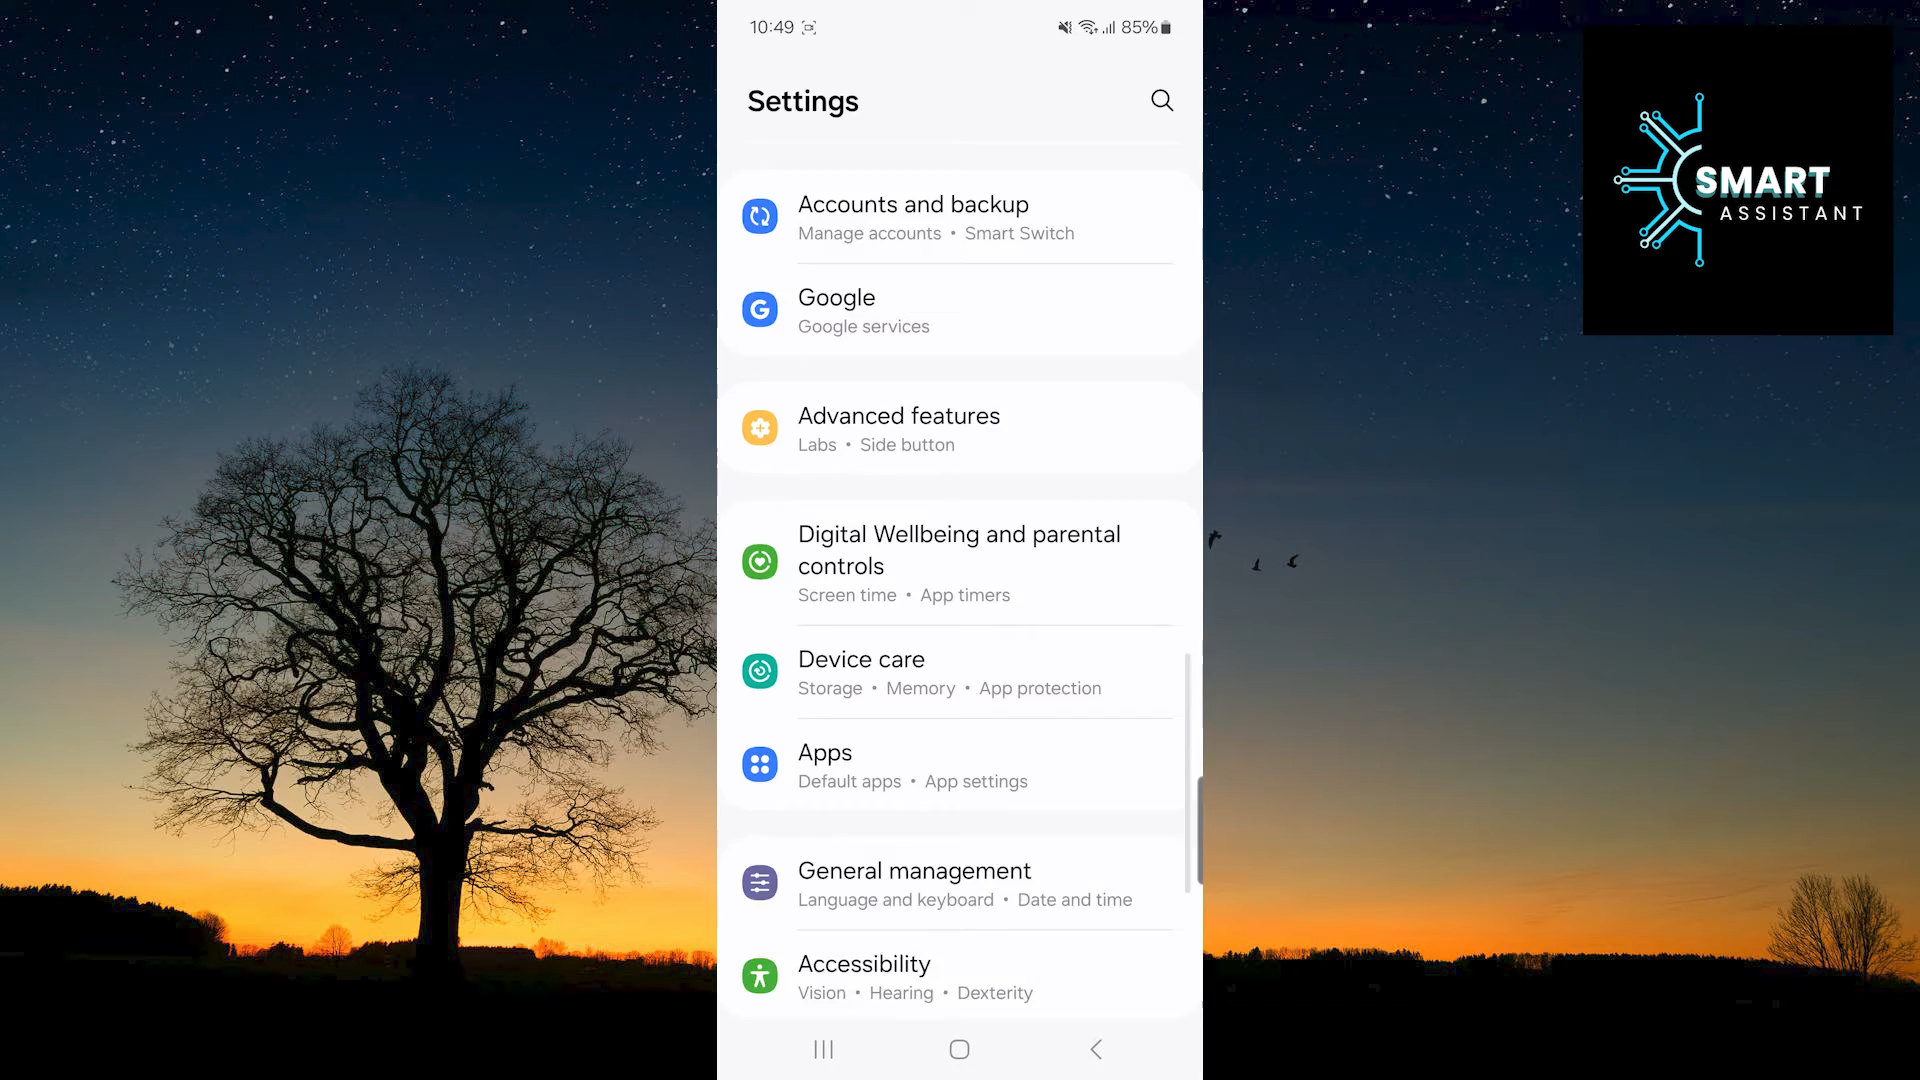 10:49
85%
Settings
Accounts and backup
Manage accounts • Smart Switch
Google
Google services
Advanced features
Labs • Side button
Digital Wellbeing and parental
controls
Screen time • App timers
Device care
Storage • Memory • App protection
Apps
Default apps • App settings
General management
Language and keyboard • Date and time
Accessibility
Vision • Hearing • Dexterity
SMART
ASSISTANT